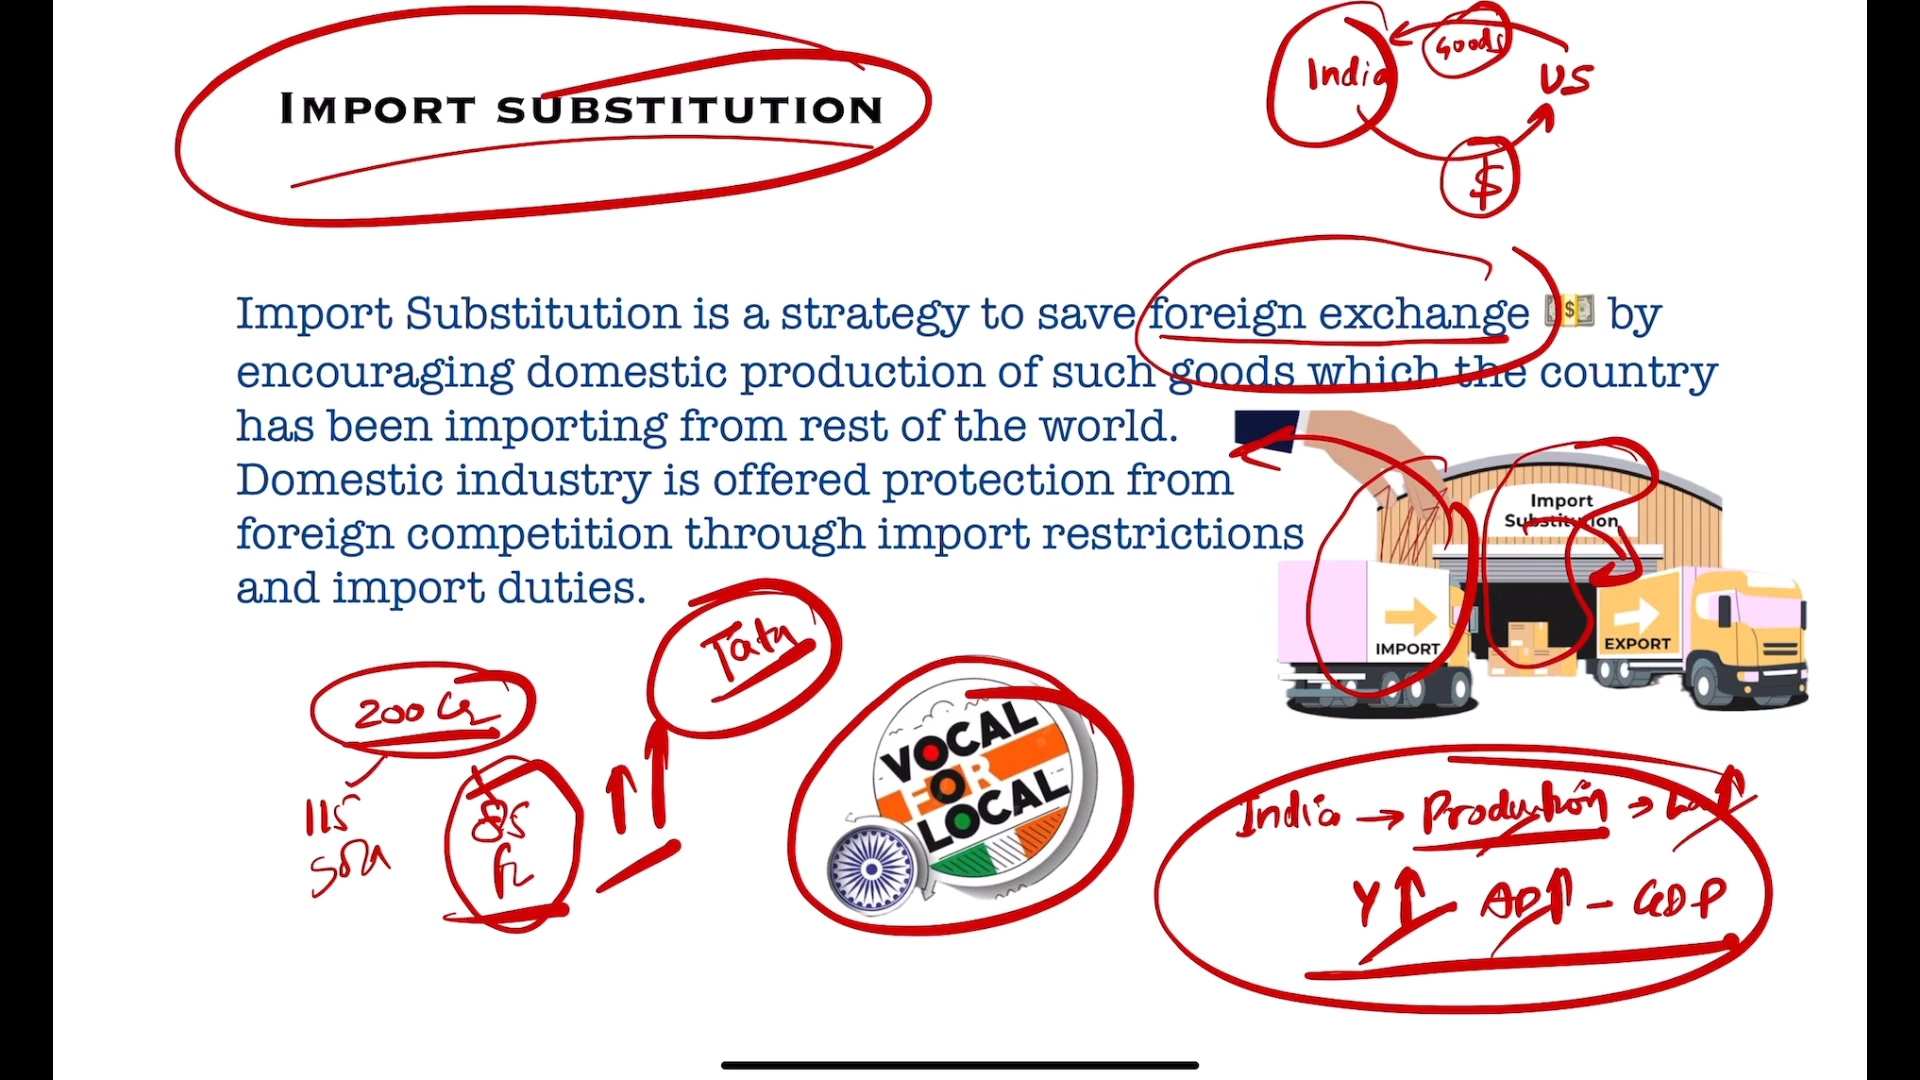 IMPORT SUBSTITUTION
India
Goods
US
$
Import Substitution is a strategy to save foreign exchange 💵 by
encouraging domestic production of such goods which the country
has been importing from rest of the world.
Domestic industry is offered protection from
foreign competition through import restrictions
and import duties.
Import
Substitution
IMPORT
EXPORT
Tata
200 Cr
115
85
VOCAL
FOR
LOCAL
India → Production →
Y↑ AD↑ - GDP